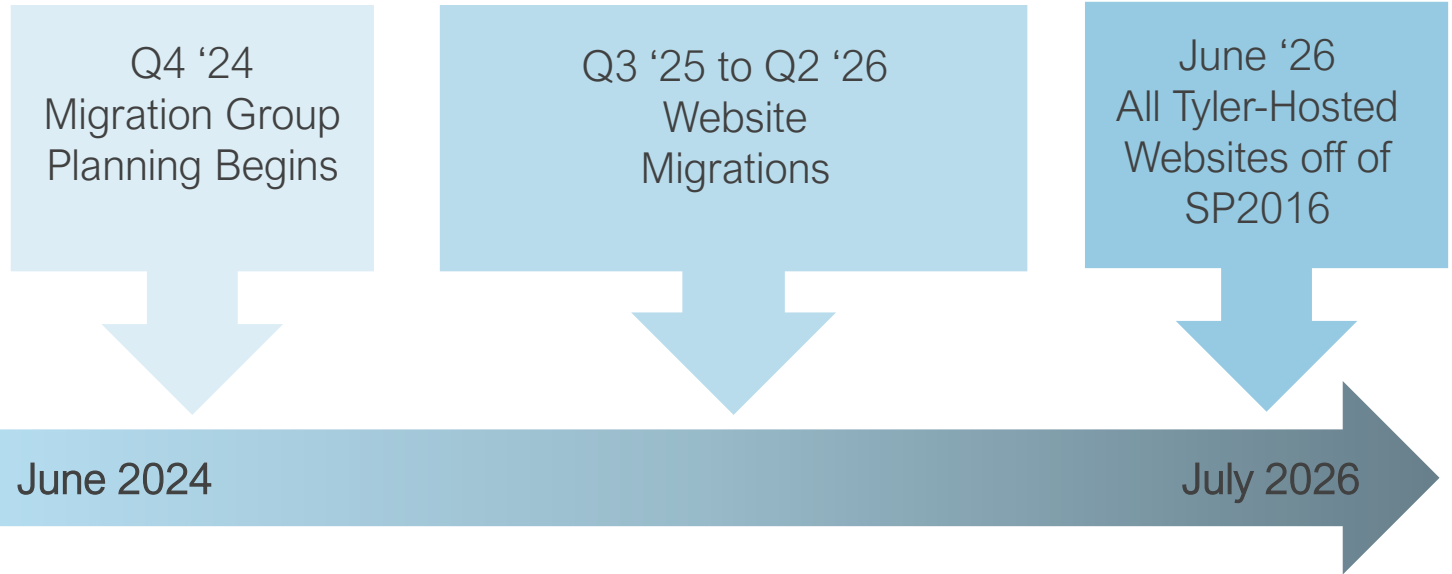 Q4 ‘24
Migration Group
Planning Begins
Q3 ‘25 to Q2 ‘26
Website
Migrations
June ‘26
All Tyler-Hosted
Websites off of
SP2016
June 2024
July 2026